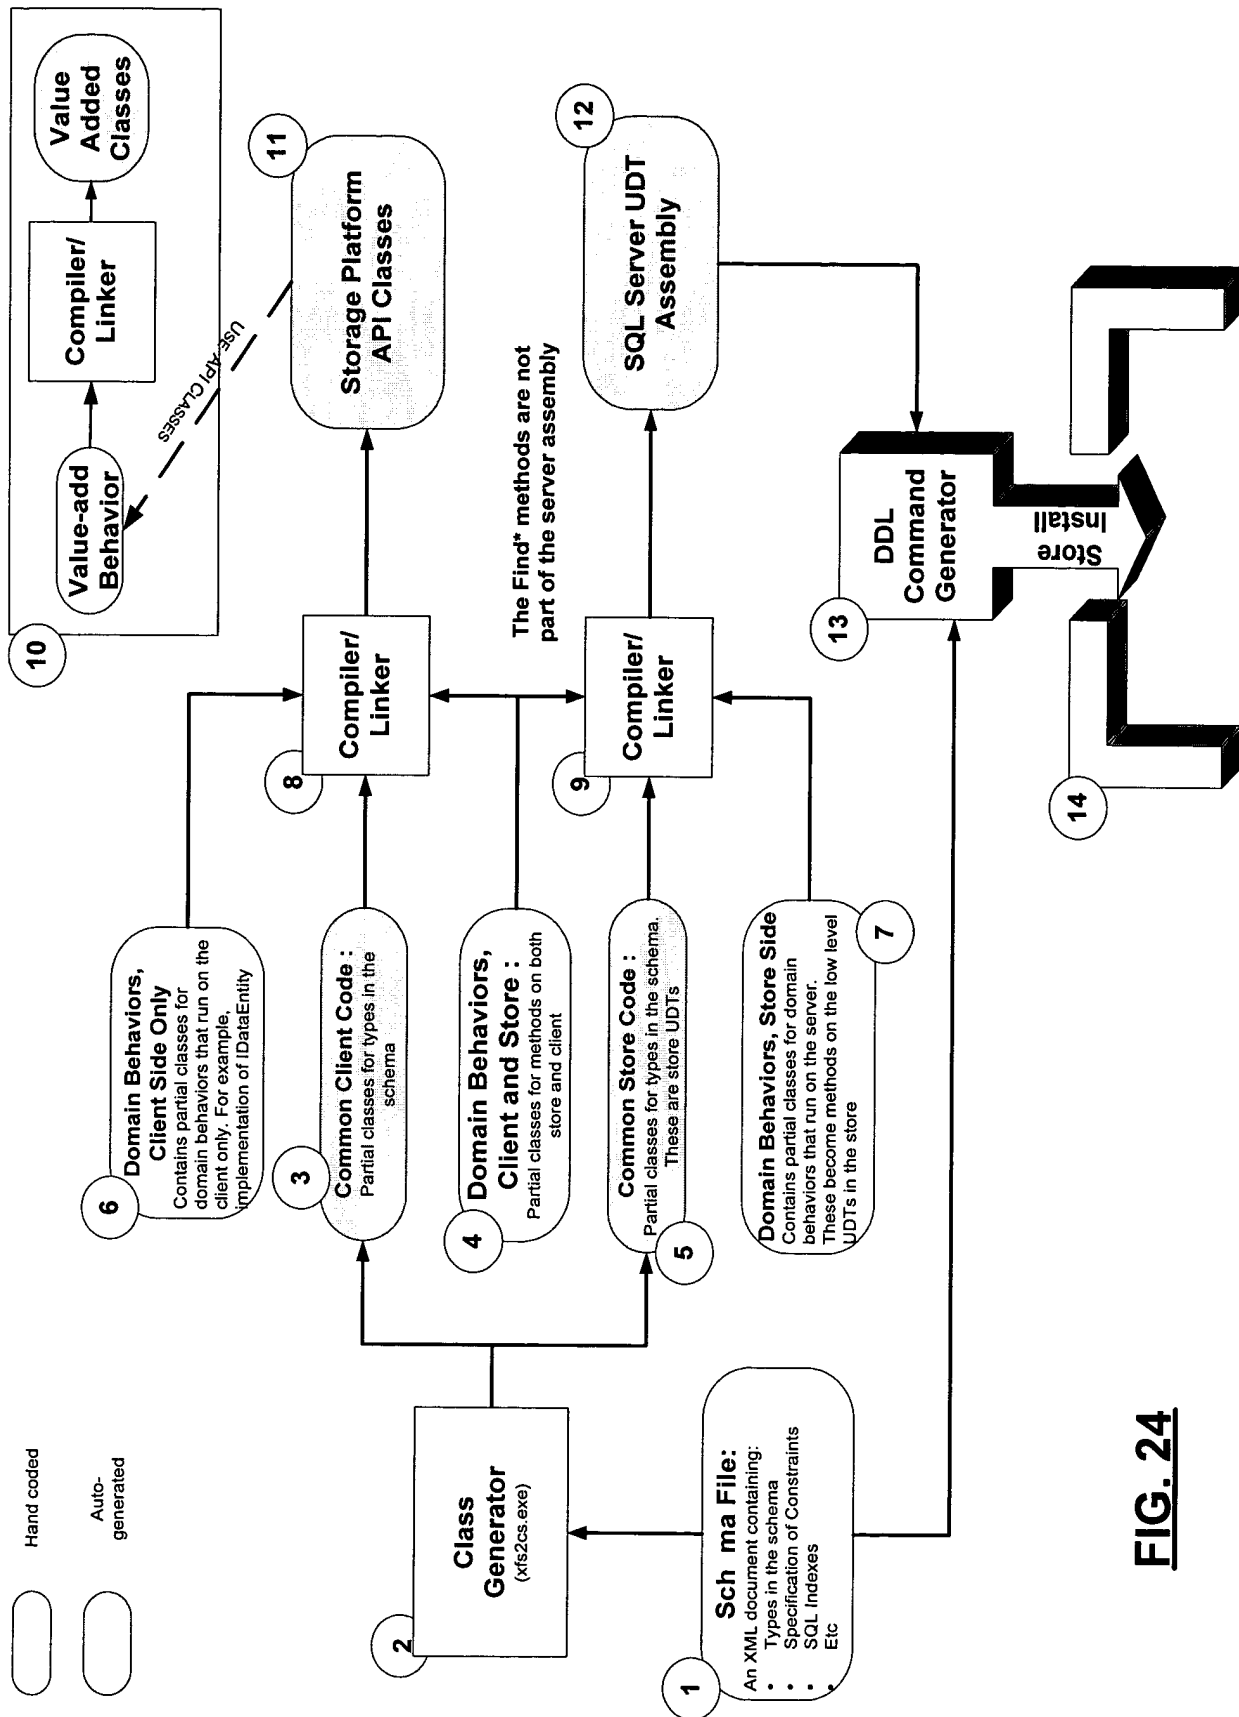 Hand coded
Auto-
generated
1
Sch ma File:
An XML document containing:
• Types in the schema
• Specification of Constraints
• SQL Indexes
• Etc
2
Class
Generator
(xfs2cs.exe)
6
Domain Behaviors,
Client Side Only
Contains partial classes for
domain behaviors that run on the
client only. For example,
implementation of IDataEntity
3
Common Client Code :
Partial classes for types in the
schema
4
Domain Behaviors,
Client and Store :
Partial classes for methods on both
store and client
5
Common Store Code :
Partial classes for types in the schema.
These are store UDTs
7
Domain Behaviors, Store Side
Contains partial classes for domain
behaviors that run on the server.
These become methods on the low level
UDTs in the store
8
Compiler/
Linker
9
Compiler/
Linker
The Find* methods are not
part of the server assembly
10
Value-add
Behavior
Compiler/
Linker
Value
Added
Classes
USE API CLASSES
11
Storage Platform
API Classes
12
SQL Server UDT
Assembly
13
DDL
Command
Generator
Store
Install
14
FIG. 24